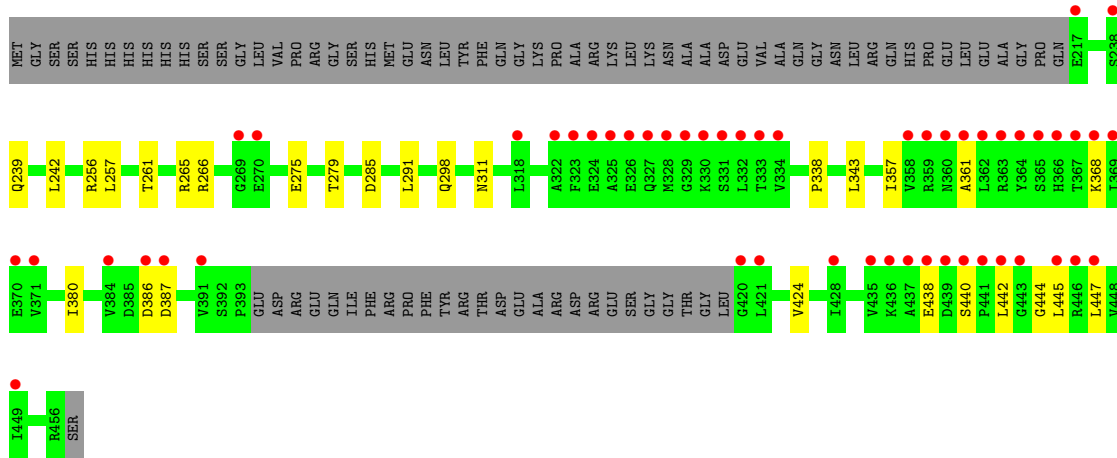 MET GLY SER SER HIS HIS HIS HIS HIS HIS SER SER GLY LEU VAL PRO ARG GLY SER HIS MET GLU ASN LEU TYR PHE GLN GLY LYS PRO ALA ARG LYS LEU LYS ASN ALA ALA ASP GLU VAL ALA GLN GLY ASN LEU ARG GLN HIS PRO GLU LEU GLU ALA GLY PRO GLN E217 S238
Q239 L242 R256 L257 T261 R265 R266 G269 E270 E275 T279 D285 L291 Q298 N311 L318 A322 F323 E324 A325 E326 Q327 M328 G329 K330 S331 L332 T333 V334 P338 L343 I357 V358 R359 N360 A361 L362 R363 Y364 S365 H366 T367 K368 I369
E370 V371 I380 V384 D385 D386 D387 V391 S392 P393 GLU ASP ARG GLU GLN ILE PHE ARG PRO PHE TYR ARG THR ASP GLU ALA ARG ASP ARG GLU SER GLY GLY THR GLY LEU G420 L421 V424 I428 V435 K436 A437 E438 D439 S440 P441 L442 G443 G444 L445 R446 L447 V448
I449 R456 SER